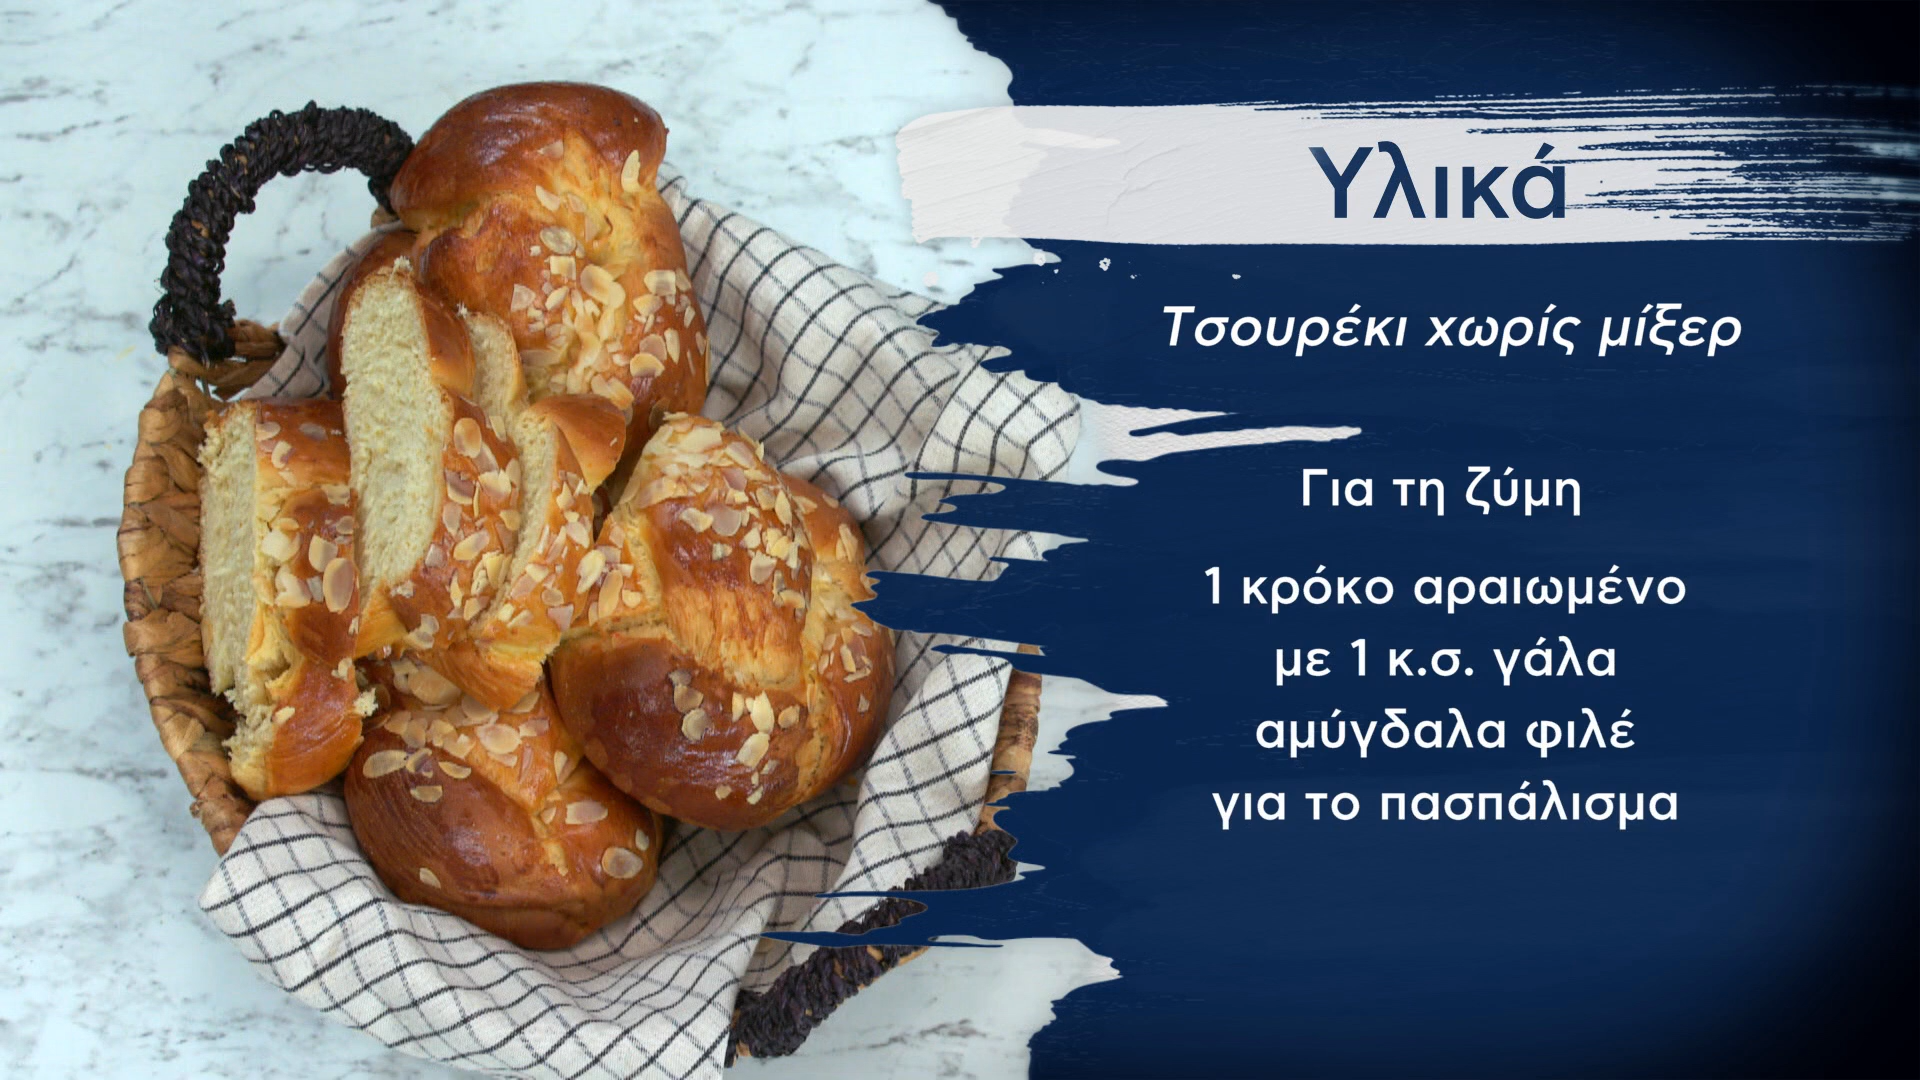 Υλικά
Τσουρέκι χωρίς μίξερ
Για τη ζύμη
1 κρόκο αραιωμένο
με 1 κ.σ. γάλα
αμύγδαλα φιλέ
για το πασπάλισμα